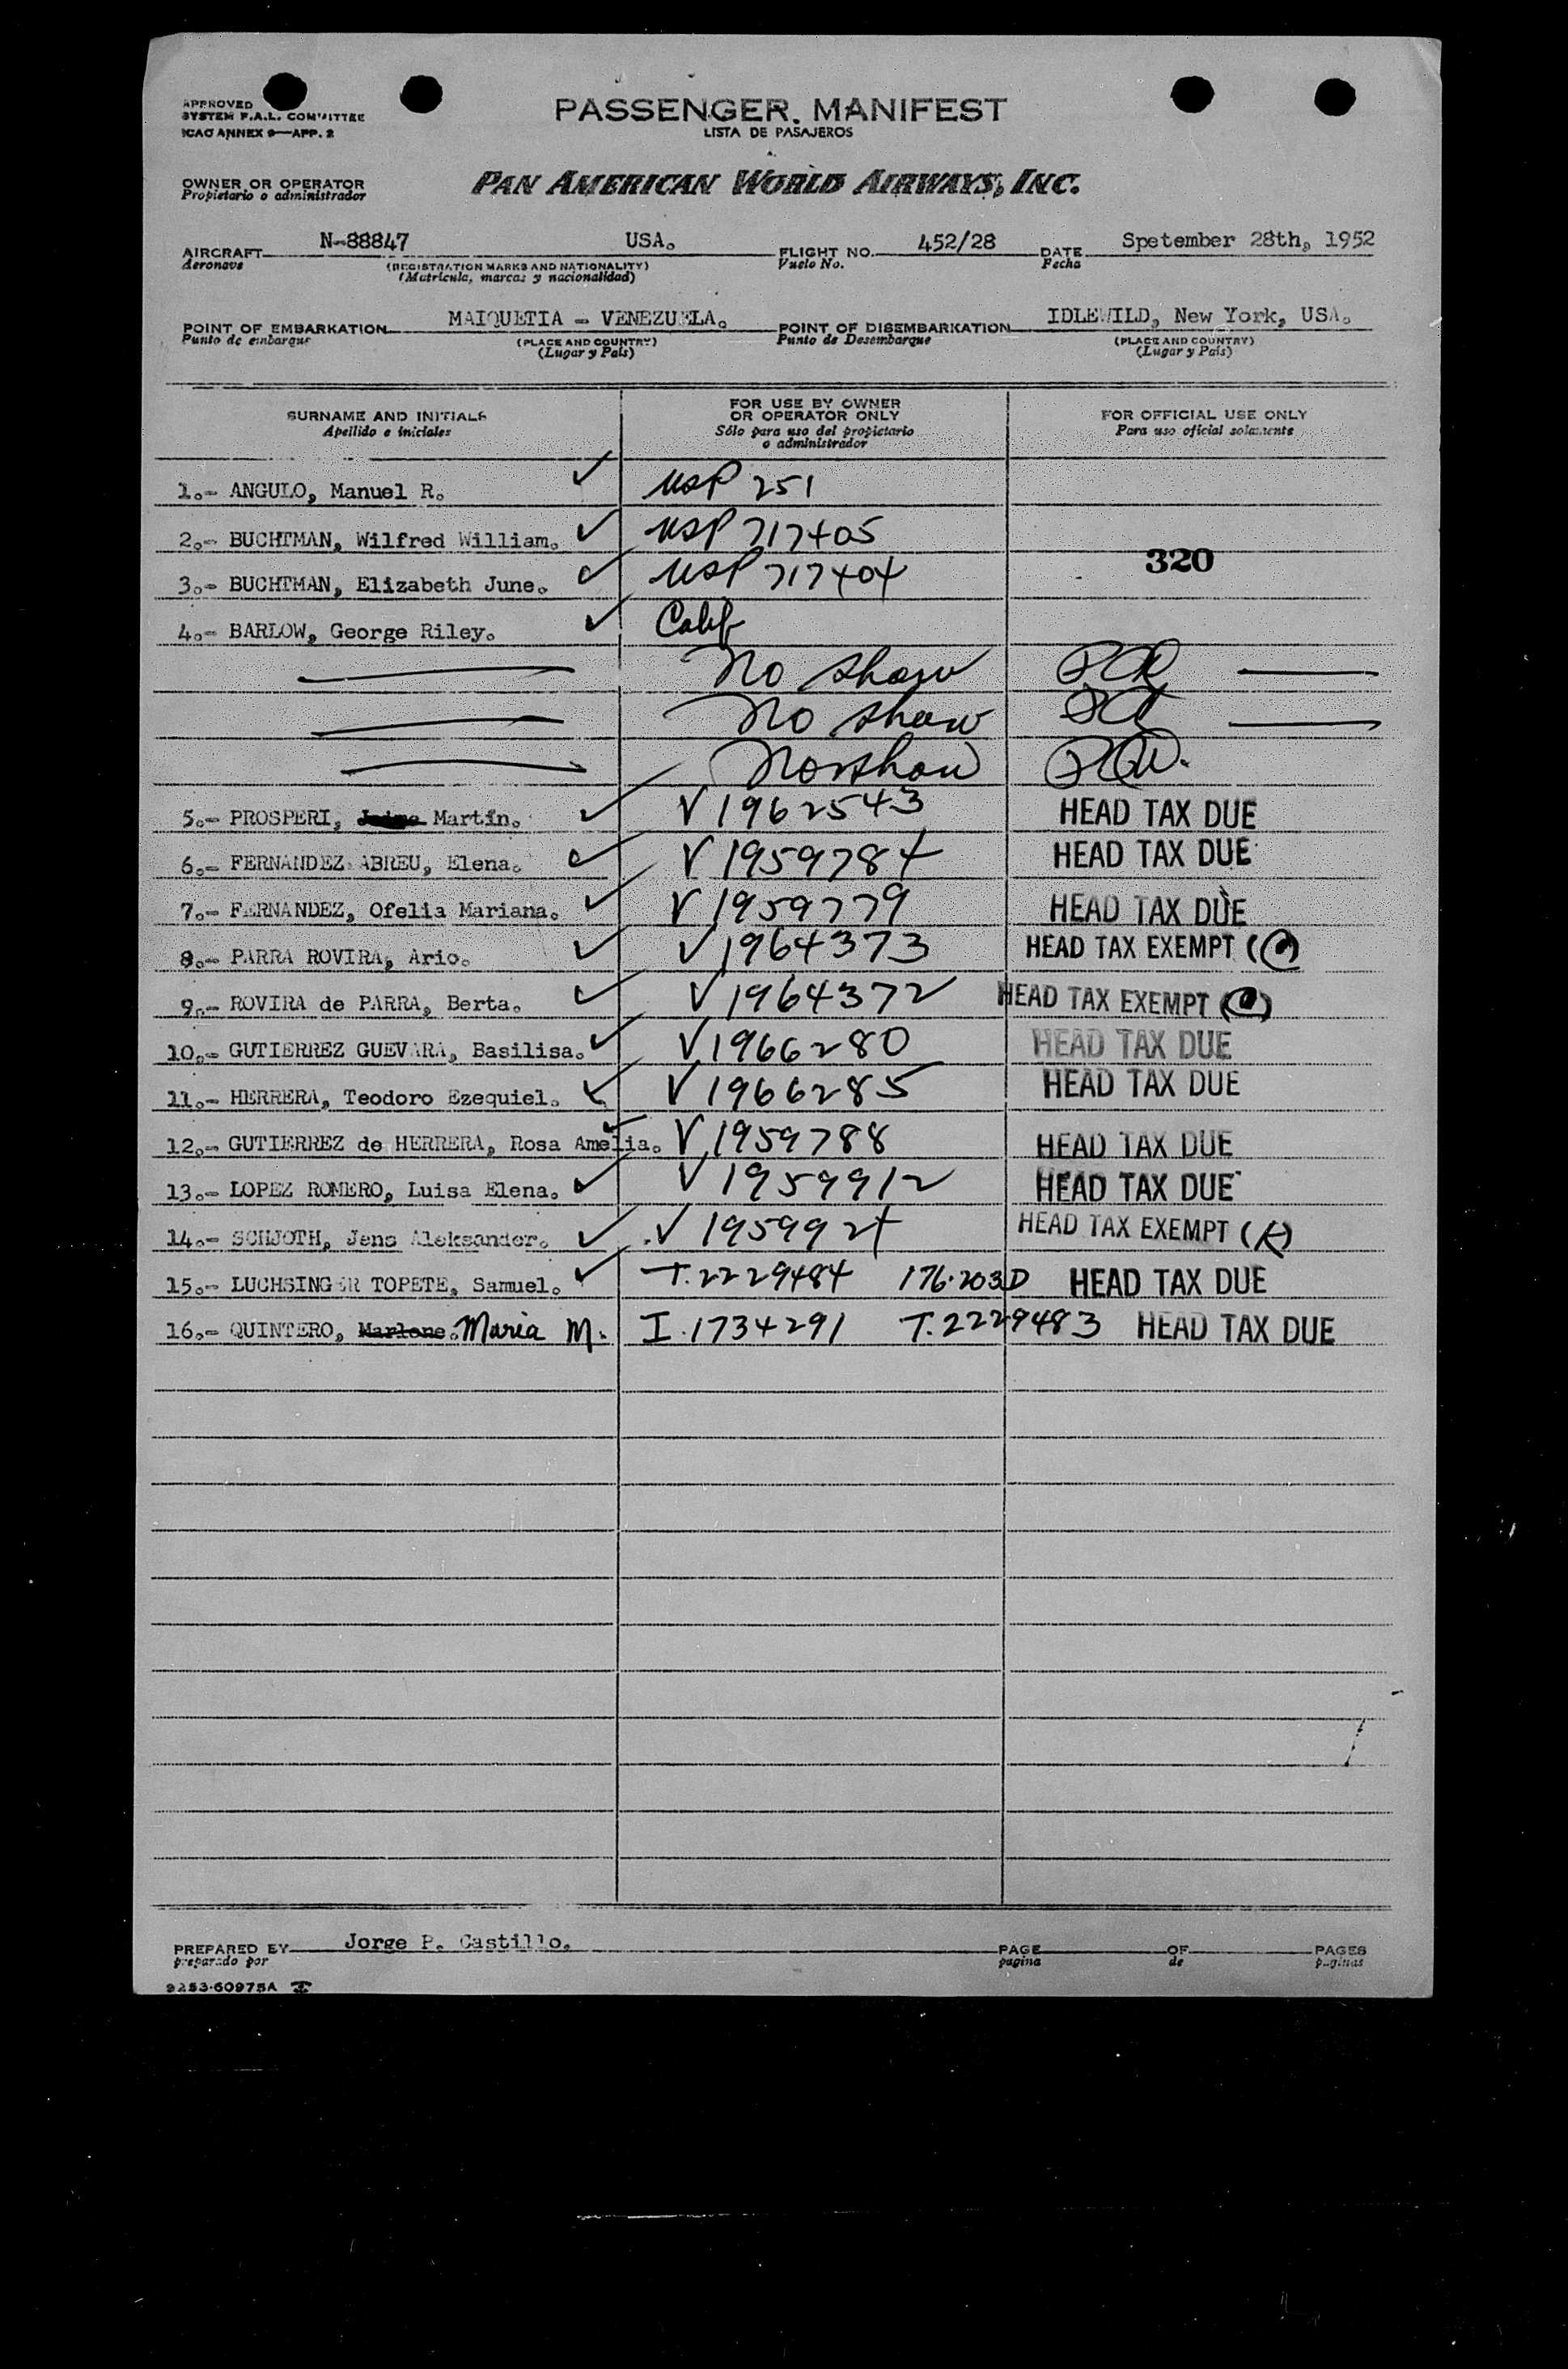 APPROVED
SYSTEM F.A.L. COMMITTEE
ICAO ANNEX 9—APP. 2
PASSENGER MANIFEST
LISTA DE PASAJEROS
OWNER OR OPERATOR
Propietario o administrador
PAN AMERICAN WORLD AIRWAYS, INC.
AIRCRAFT N-88847 USA. FLIGHT NO. 452/28 DATE Spetember 28th, 1952
Aeronave (REGISTRATION MARKS AND NATIONALITY) Vuelo No. Fecha
(Matrícula, marcas y nacionalidad)
POINT OF EMBARKATION MAIQUETIA - VENEZUELA. POINT OF DISEMBARKATION IDLEWILD, New York, USA.
Punto de embarque (PLACE AND COUNTRY) Punto de Desembarque (PLACE AND COUNTRY)
(Lugar y País) (Lugar y País)
SURNAME AND INITIALS
Apellido e iniciales
FOR USE BY OWNER
OR OPERATOR ONLY
Sólo para uso del propietario
o administrador
FOR OFFICIAL USE ONLY
Para uso oficial solamente
1.- ANGULO, Manuel R. ✓ USP 251
2.- BUCHTMAN, Wilfred William. ✓ USP 717405
320
3.- BUCHTMAN, Elizabeth June. ✓ USP 717404
4.- BARLOW, George Riley. ✓ Calif
No show
No show
No show
5.- PROSPERI, Martín. ✓ V 1962543 HEAD TAX DUE
6.- FERNANDEZ ABREU, Elena. ✓ V 1959784 HEAD TAX DUE
7.- FERNANDEZ, Ofelia Mariana. ✓ V 1959779 HEAD TAX DUE
8.- PARRA ROVIRA, Ario. ✓ V 1964373 HEAD TAX EXEMPT
9.- ROVIRA de PARRA, Berta. ✓ V 1964372 HEAD TAX EXEMPT
10.- GUTIERREZ GUEVARA, Basilisa. ✓ V 1966280 HEAD TAX DUE
11.- HERRERA, Teodoro Ezequiel. ✓ V 1966285 HEAD TAX DUE
12.- GUTIERREZ de HERRERA, Rosa Amelia. ✓ V 1959788 HEAD TAX DUE
13.- LOPEZ ROMERO, Luisa Elena. ✓ V 1959912 HEAD TAX DUE
14.- SCHJOTH, Jens Aleksander. ✓ V 1959924 HEAD TAX EXEMPT
15.- LUCHSINGER TOPETE, Samuel. ✓ T.2229484 176.203D HEAD TAX DUE
16.- QUINTERO, Marlene. Maria M. I.1734291 T.2229483 HEAD TAX DUE
PREPARED BY Jorge P. Castillo. PAGE OF PAGES
preparado por pagina de paginas
9253-60975A